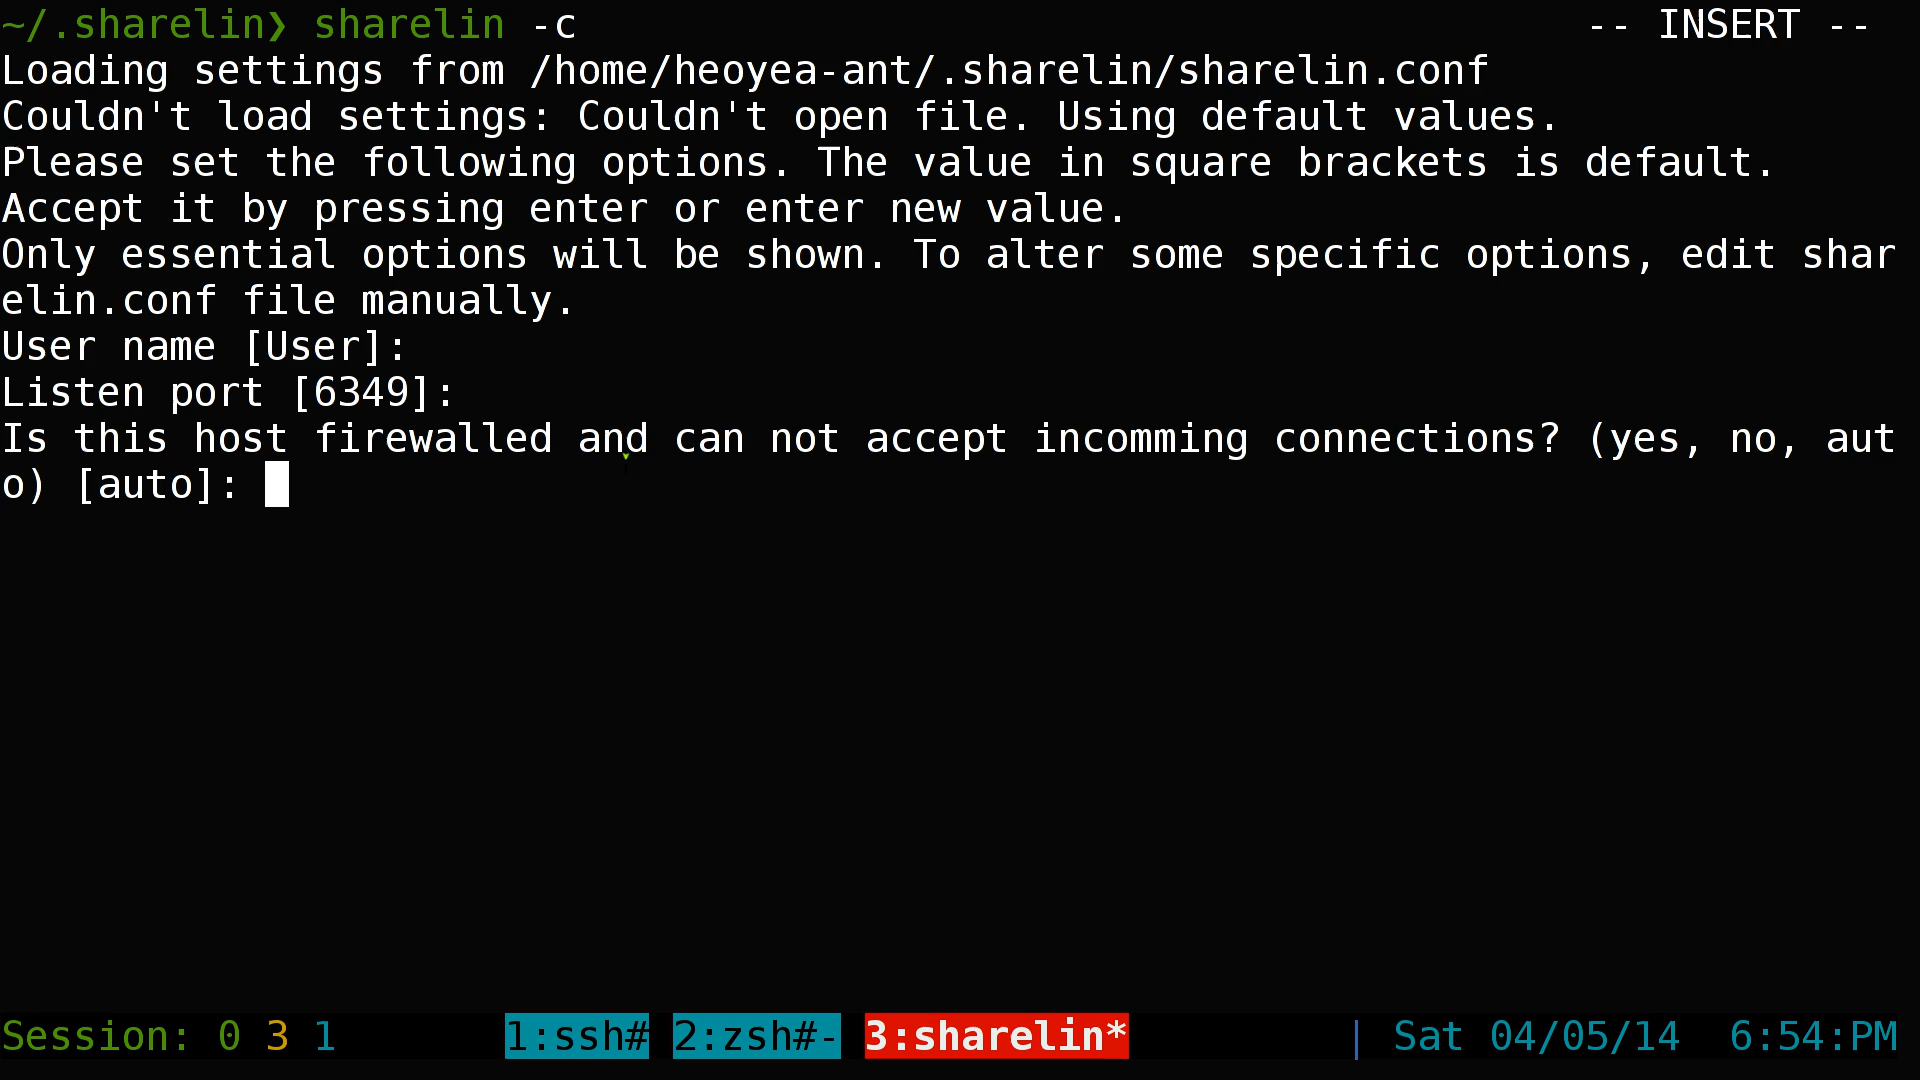 ~/.sharelin❯ sharelin -c -- INSERT --
Loading settings from /home/heoyea-ant/.sharelin/sharelin.conf
Couldn't load settings: Couldn't open file. Using default values.
Please set the following options. The value in square brackets is default.
Accept it by pressing enter or enter new value.
Only essential options will be shown. To alter some specific options, edit shar
elin.conf file manually.
User name [User]:
Listen port [6349]:
Is this host firewalled and can not accept incomming connections? (yes, no, aut
o) [auto]:
Session: 0 3 1 1:ssh# 2:zsh#- 3:sharelin* | Sat 04/05/14 6:54:PM